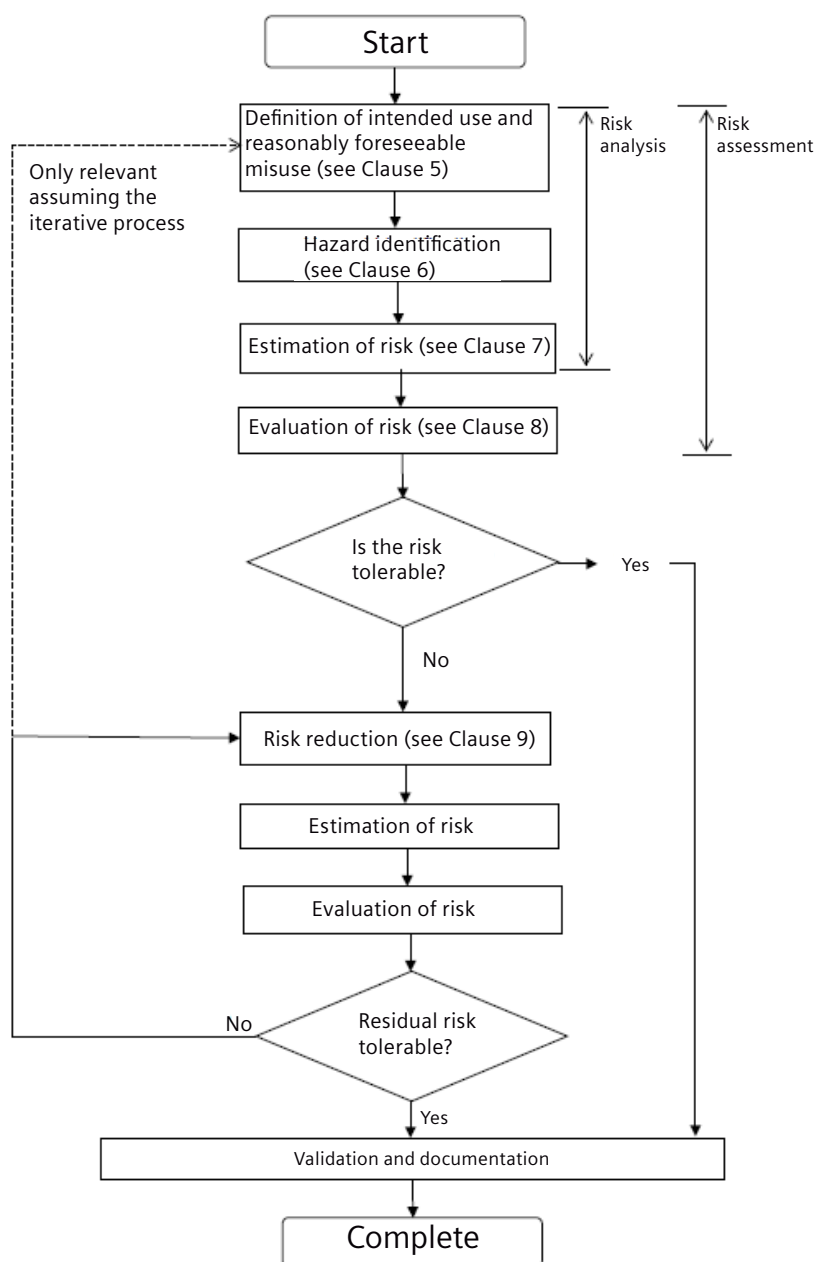 Start
Definition of intended use and
reasonably foreseeable
misuse (see Clause 5)
Risk
analysis
Risk
assessment
Only relevant
assuming the
iterative process
Hazard identification
(see Clause 6)
Estimation of risk (see Clause 7)
Evaluation of risk (see Clause 8)
Is the risk
tolerable?
Yes
No
Risk reduction (see Clause 9)
Estimation of risk
Evaluation of risk
No
Residual risk
tolerable?
Yes
Validation and documentation
Complete